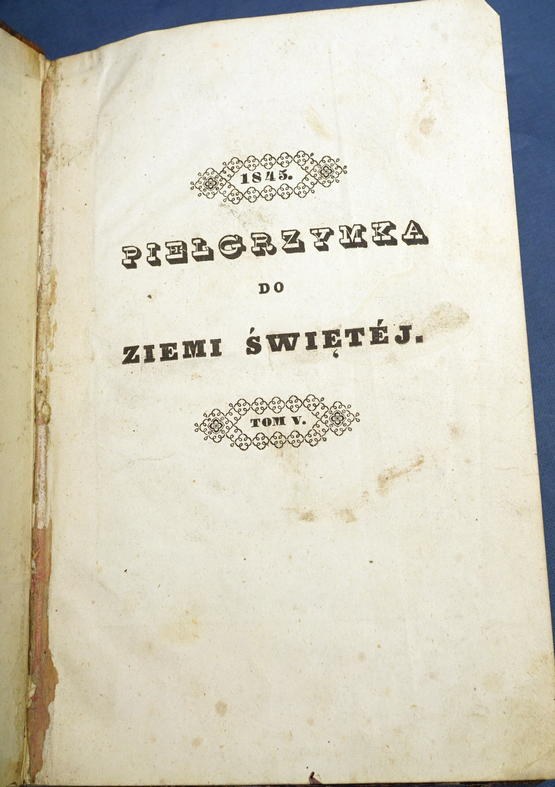 1845.
PIELGRZYMKA
DO
ZIEMI ŚWIĘTÉJ.
TOM V.